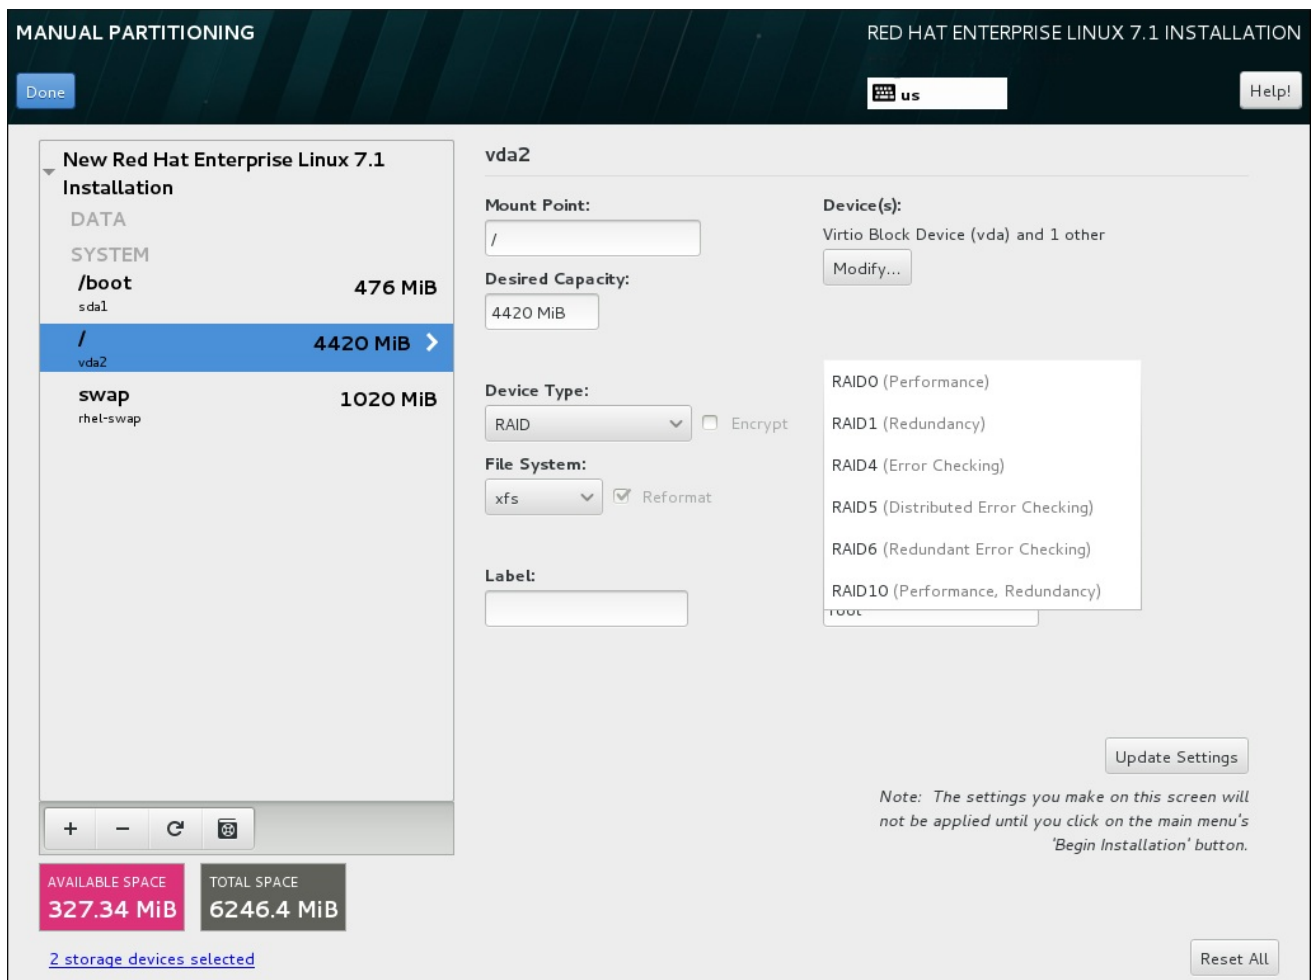 MANUAL PARTITIONING
RED HAT ENTERPRISE LINUX 7.1 INSTALLATION
Done
us
Help!
New Red Hat Enterprise Linux 7.1
Installation
DATA
SYSTEM
/boot
476 MiB
sda1
/
4420 MiB
vda2
swap
1020 MiB
rhel-swap
+
−
AVAILABLE SPACE
327.34 MiB
TOTAL SPACE
6246.4 MiB
2 storage devices selected
vda2
Mount Point:
/
Desired Capacity:
4420 MiB
Device(s):
Virtio Block Device (vda) and 1 other
Modify...
Device Type:
RAID
Encrypt
File System:
xfs
Reformat
Label:
RAID0 (Performance)
RAID1 (Redundancy)
RAID4 (Error Checking)
RAID5 (Distributed Error Checking)
RAID6 (Redundant Error Checking)
RAID10 (Performance, Redundancy)
root
Update Settings
Note: The settings you make on this screen will
not be applied until you click on the main menu's
'Begin Installation' button.
Reset All